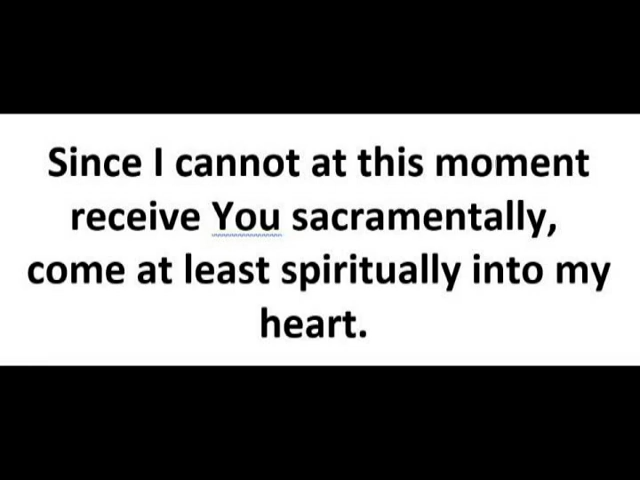 Since I cannot at this moment
receive You sacramentally,
come at least spiritually into my
heart.